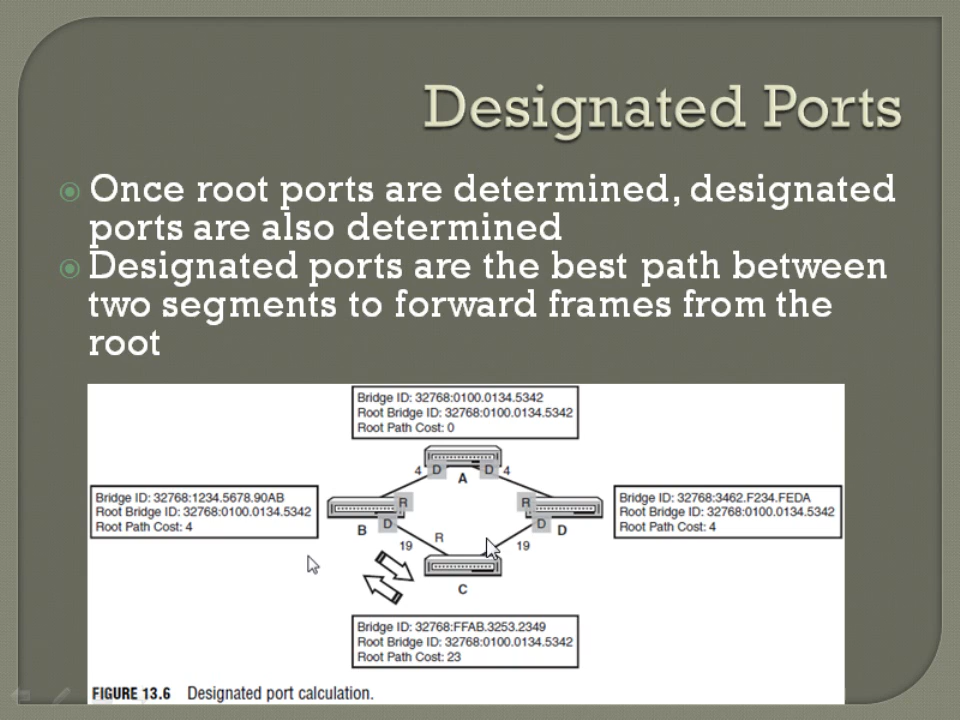 Designated Ports
Once root ports are determined, designated
ports are also determined
Designated ports are the best path between
two segments to forward frames from the
root
Bridge ID: 32768:0100.0134.5342
Root Bridge ID: 32768:0100.0134.5342
Root Path Cost: 0
4 D D 4
A
Bridge ID: 32768:1234.5678.90AB
Root Bridge ID: 32768:0100.0134.5342
Root Path Cost: 4
R R
B D D D
Bridge ID: 32768:3462.F234.FEDA
Root Bridge ID: 32768:0100.0134.5342
Root Path Cost: 4
19 R 19
C
Bridge ID: 32768:FFAB.3253.2349
Root Bridge ID: 32768:0100.0134.5342
Root Path Cost: 23
FIGURE 13.6 Designated port calculation.